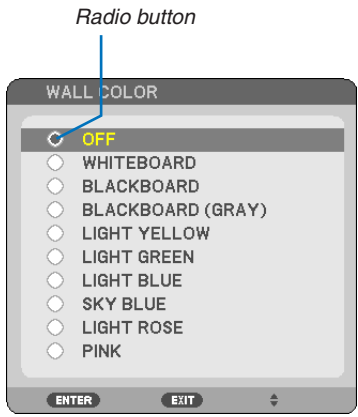 Radio button
WALL COLOR
OFF
WHITEBOARD
BLACKBOARD
BLACKBOARD (GRAY)
LIGHT YELLOW
LIGHT GREEN
LIGHT BLUE
SKY BLUE
LIGHT ROSE
PINK
ENTER EXIT